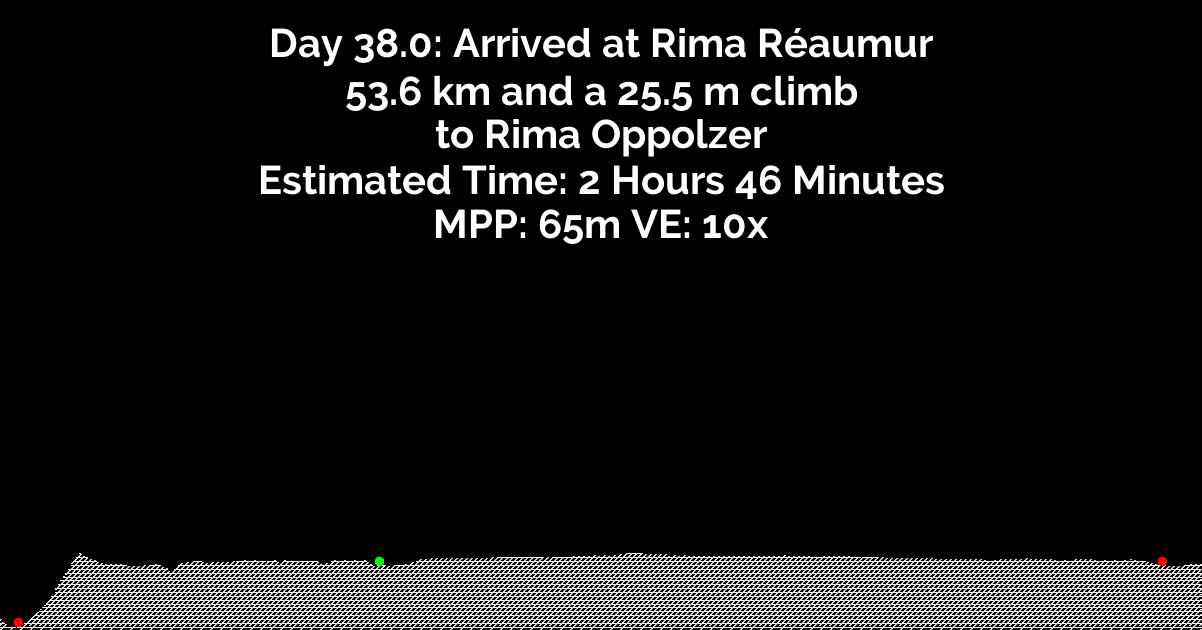 Day 38.0: Arrived at Rima Réaumur
53.6 km and a 25.5 m climb
to Rima Oppolzer
Estimated Time: 2 Hours 46 Minutes
MPP: 65m VE: 10x